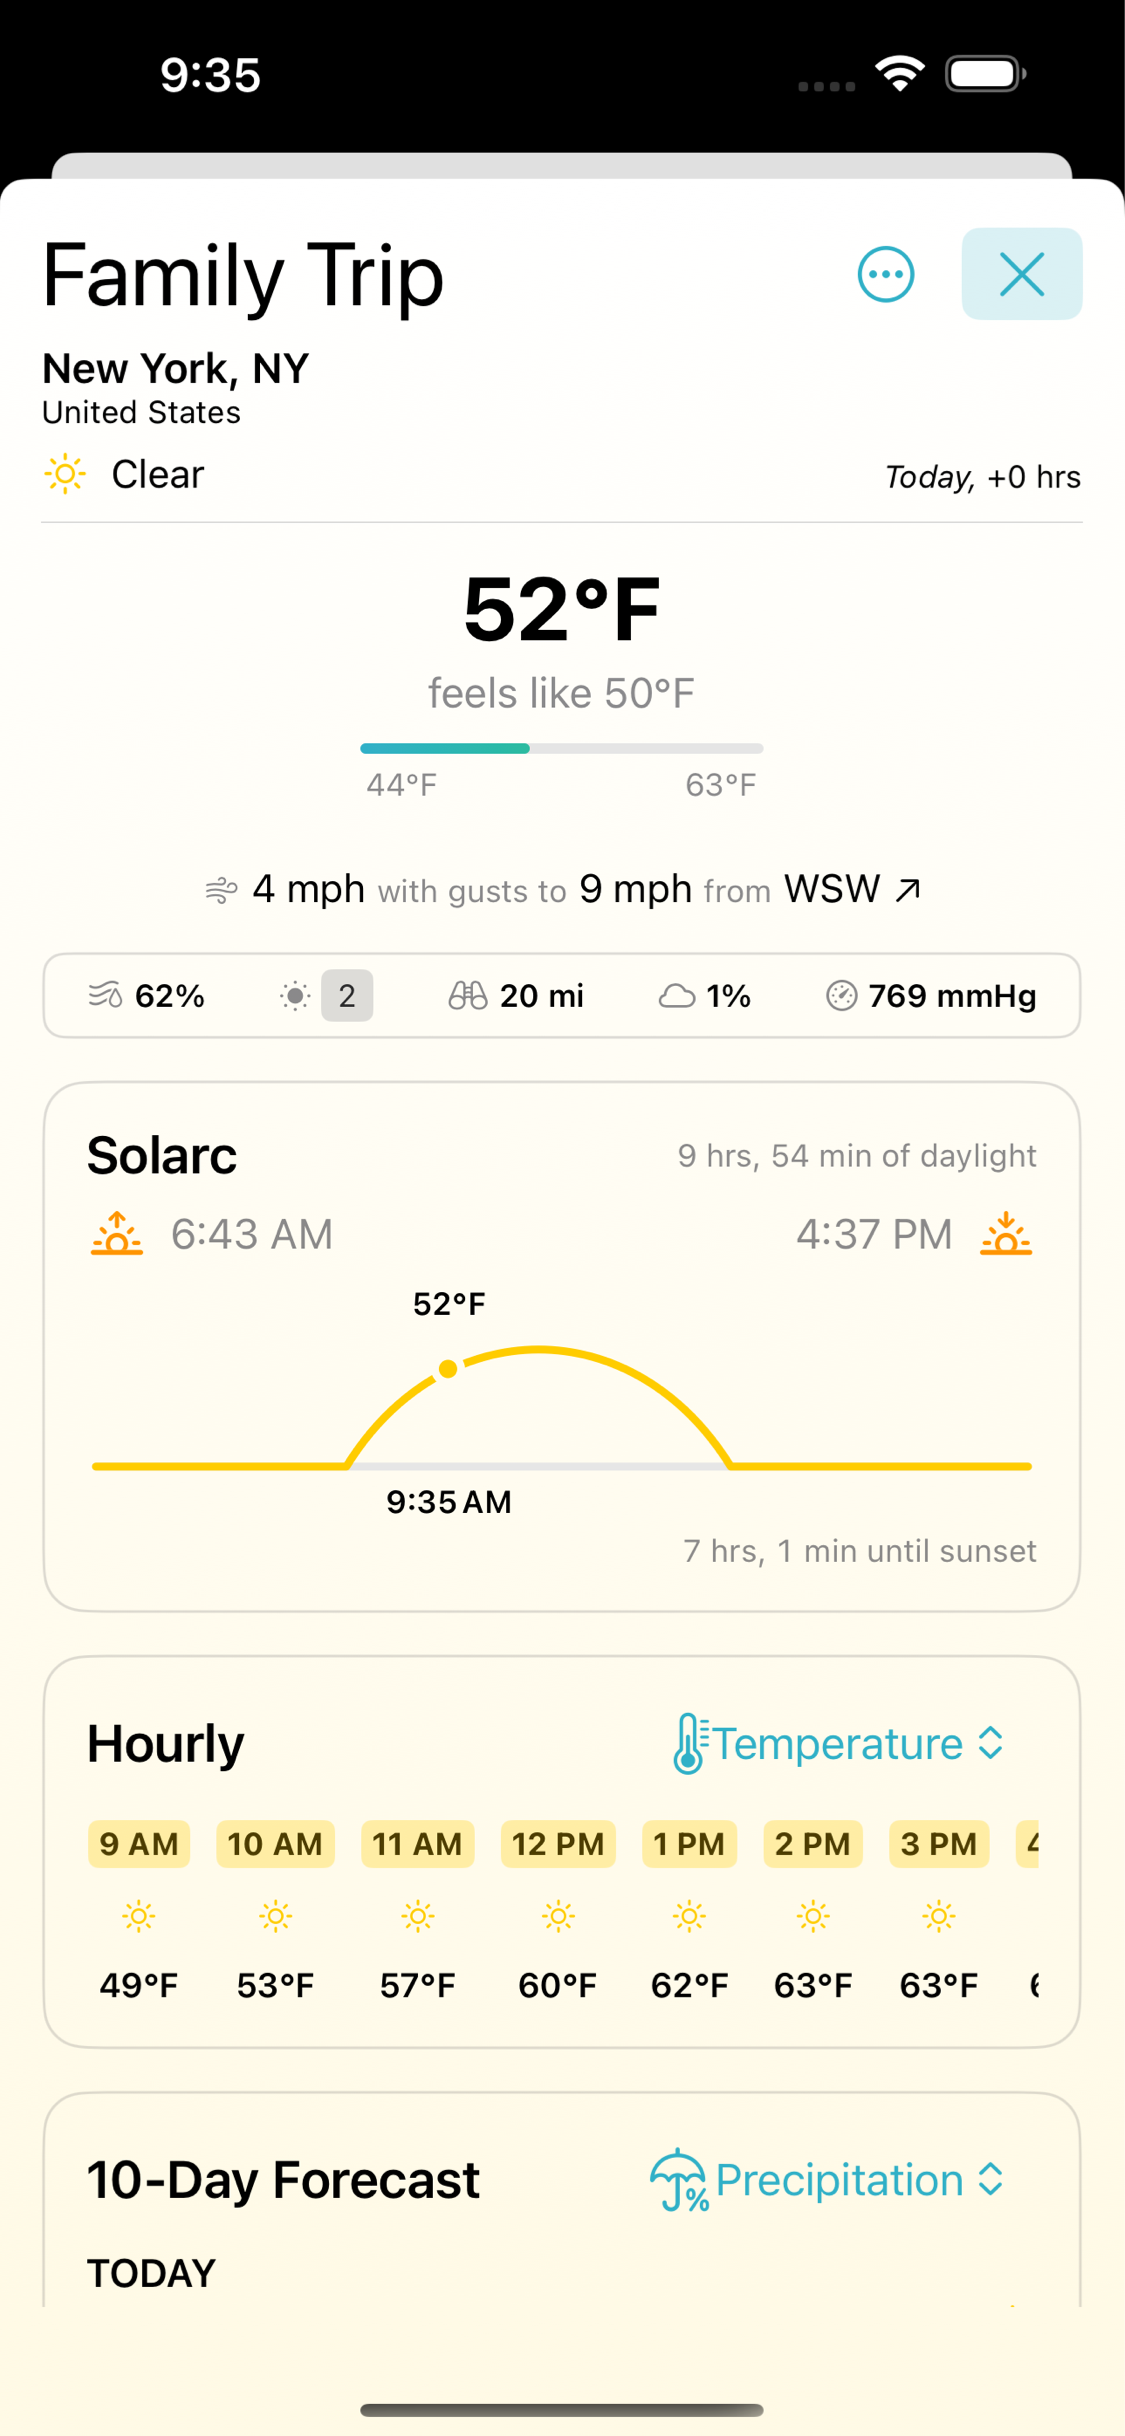 9:35
Family Trip
New York, NY
United States
Clear
Today, +0 hrs
52°F
feels like 50°F
44°F 63°F
4 mph with gusts to 9 mph from WSW
62% 2 20 mi 1% 769 mmHg
Solarc
9 hrs, 54 min of daylight
6:43 AM 4:37 PM
52°F
9:35 AM
7 hrs, 1 min until sunset
Hourly
Temperature
9 AM 10 AM 11 AM 12 PM 1 PM 2 PM 3 PM
49°F 53°F 57°F 60°F 62°F 63°F 63°F
10-Day Forecast
% Precipitation
TODAY